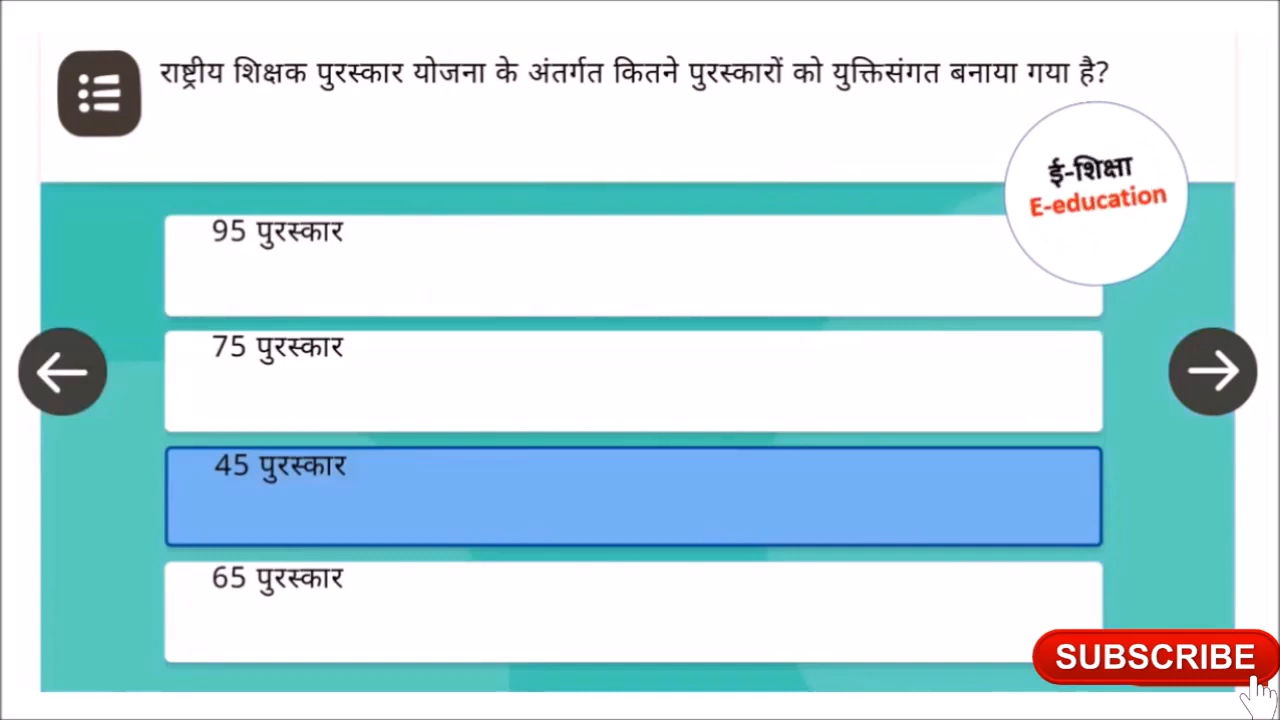 राष्ट्रीय शिक्षक पुरस्कार योजना के अंतर्गत कितने पुरस्कारों को युक्तिसंगत बनाया गया है?
ई-शिक्षा
E-education
95 पुरस्कार
75 पुरस्कार
45 पुरस्कार
65 पुरस्कार
SUBSCRIBE